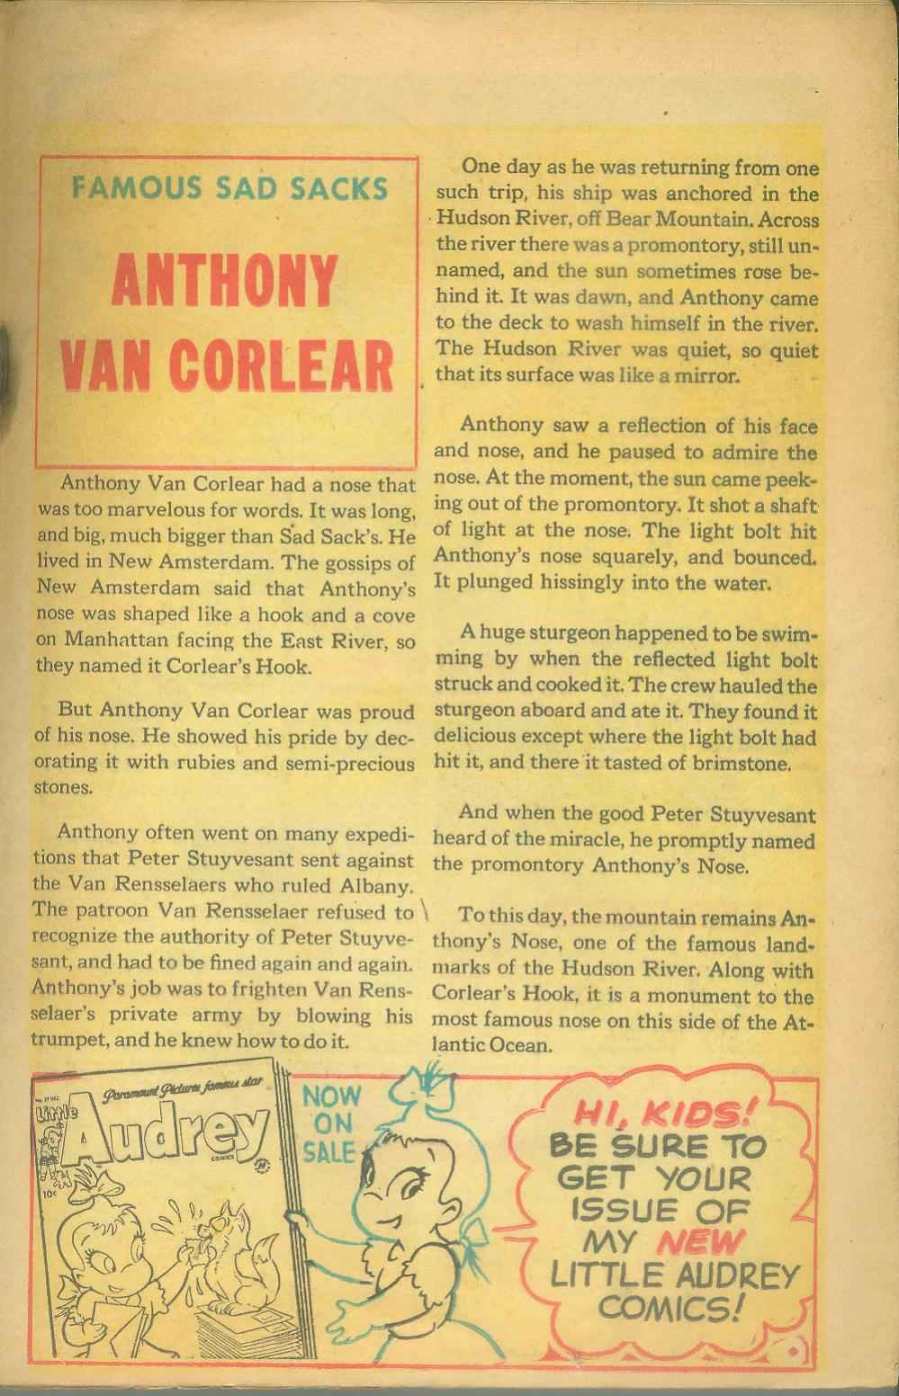 FAMOUS SAD SACKS
ANTHONY
VAN CORLEAR
Anthony Van Corlear had a nose that
was too marvelous for words. It was long,
and big, much bigger than Sad Sack's. He
lived in New Amsterdam. The gossips of
New Amsterdam said that Anthony's
nose was shaped like a hook and a cove
on Manhattan facing the East River, so
they named it Corlear's Hook.
But Anthony Van Corlear was proud
of his nose. He showed his pride by dec-
orating it with rubies and semi-precious
stones.
Anthony often went on many expedi-
tions that Peter Stuyvesant sent against
the Van Rensselaers who ruled Albany.
The patroon Van Rensselaer refused to
recognize the authority of Peter Stuyve-
sant, and had to be fined again and again.
Anthony's job was to frighten Van Rens-
selaer's private army by blowing his
trumpet, and he knew how to do it.
One day as he was returning from one
such trip, his ship was anchored in the
Hudson River, off Bear Mountain. Across
the river there was a promontory, still un-
named, and the sun sometimes rose be-
hind it. It was dawn, and Anthony came
to the deck to wash himself in the river.
The Hudson River was quiet, so quiet
that its surface was like a mirror.
Anthony saw a reflection of his face
and nose, and he paused to admire the
nose. At the moment, the sun came peek-
ing out of the promontory. It shot a shaft
of light at the nose. The light bolt hit
Anthony's nose squarely, and bounced.
It plunged hissingly into the water.
A huge sturgeon happened to be swim-
ming by when the reflected light bolt
struck and cooked it. The crew hauled the
sturgeon aboard and ate it. They found it
delicious except where the light bolt had
hit it, and there it tasted of brimstone.
And when the good Peter Stuyvesant
heard of the miracle, he promptly named
the promontory Anthony's Nose.
To this day, the mountain remains An-
thony's Nose, one of the famous land-
marks of the Hudson River. Along with
Corlear's Hook, it is a monument to the
most famous nose on this side of the At-
lantic Ocean.
Paramount Pictures famous star
Little
Audrey
COMICS
10¢
NOW
ON
SALE
HI, KIDS!
BE SURE TO
GET YOUR
ISSUE OF
MY NEW
LITTLE AUDREY
COMICS!